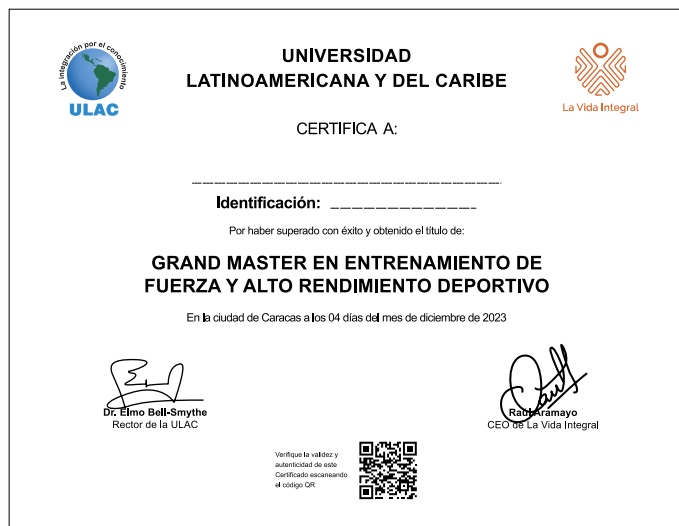 La integración por el conocimiento
ULAC
UNIVERSIDAD
LATINOAMERICANA Y DEL CARIBE
La Vida Integral
CERTIFICA A:
Identificación:
Por haber superado con éxito y obtenido el título de:
GRAND MASTER EN ENTRENAMIENTO DE
FUERZA Y ALTO RENDIMIENTO DEPORTIVO
En la ciudad de Caracas a los 04 días del mes de diciembre de 2023
Dr. Elmo Bell-Smythe
Rector de la ULAC
Raúl Aramayo
CEO de La Vida Integral
Verifique la validez y
autenticidad de este
Certificado escaneando
el código QR